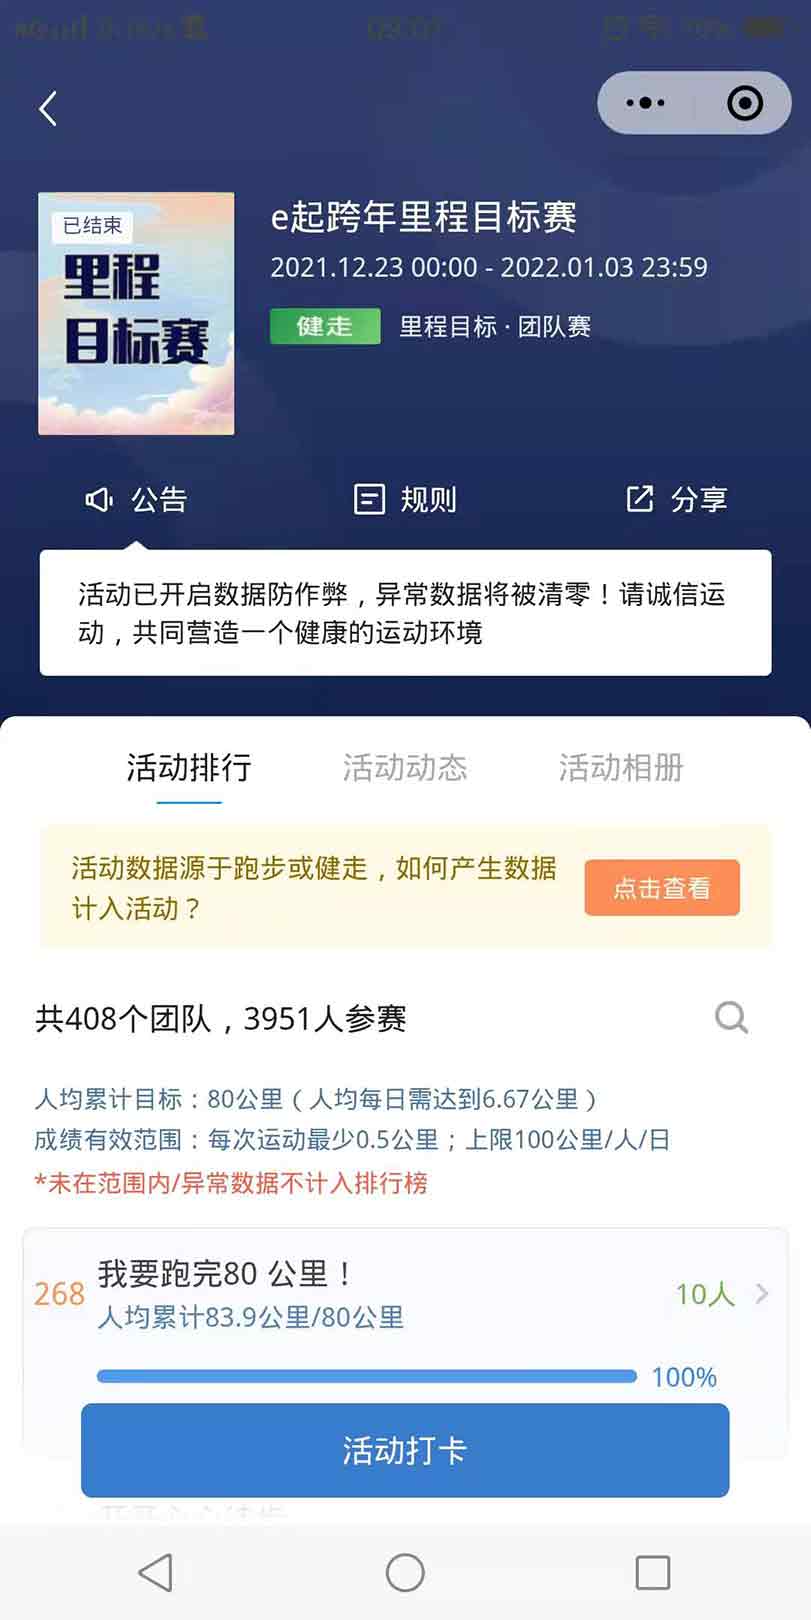 e起跨年里程目标赛
已结束
里程
目标赛
2021.12.23 00:00 - 2022.01.03 23:59
健走 里程目标 · 团队赛
公告 规则 分享
活动已开启数据防作弊，异常数据将被清零！请诚信运
动，共同营造一个健康的运动环境
活动排行 活动动态 活动相册
活动数据源于跑步或健走，如何产生数据
计入活动？
点击查看
共408个团队，3951人参赛
人均累计目标：80公里（人均每日需达到6.67公里）
成绩有效范围：每次运动最少0.5公里；上限100公里/人/日
*未在范围内/异常数据不计入排行榜
268 我要跑完80 公里！
人均累计83.9公里/80公里
10人
100%
活动打卡